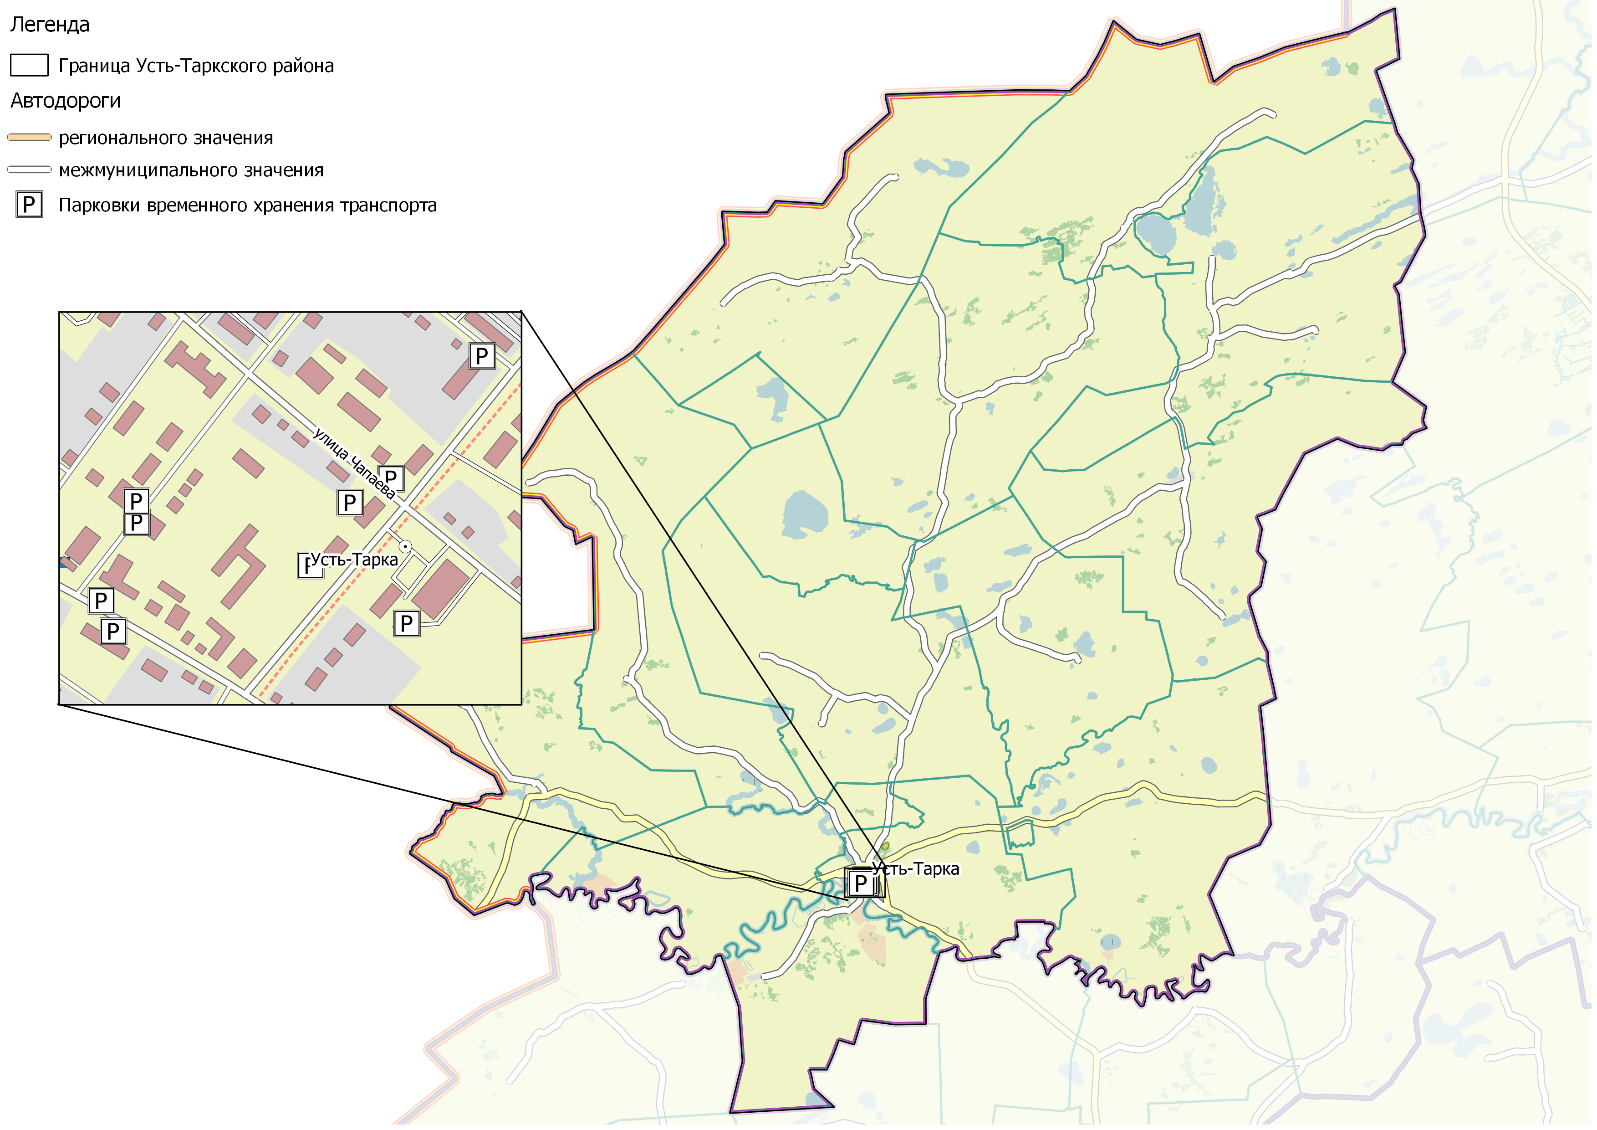 Легенда
Граница Усть-Таркского района
Автодороги
регионального значения
межмуниципального значения
P Парковки временного хранения транспорта
P
улица Чапаева
P
P
P
P
P
Усть-Тарка
P
P
P
Усть-Тарка
P